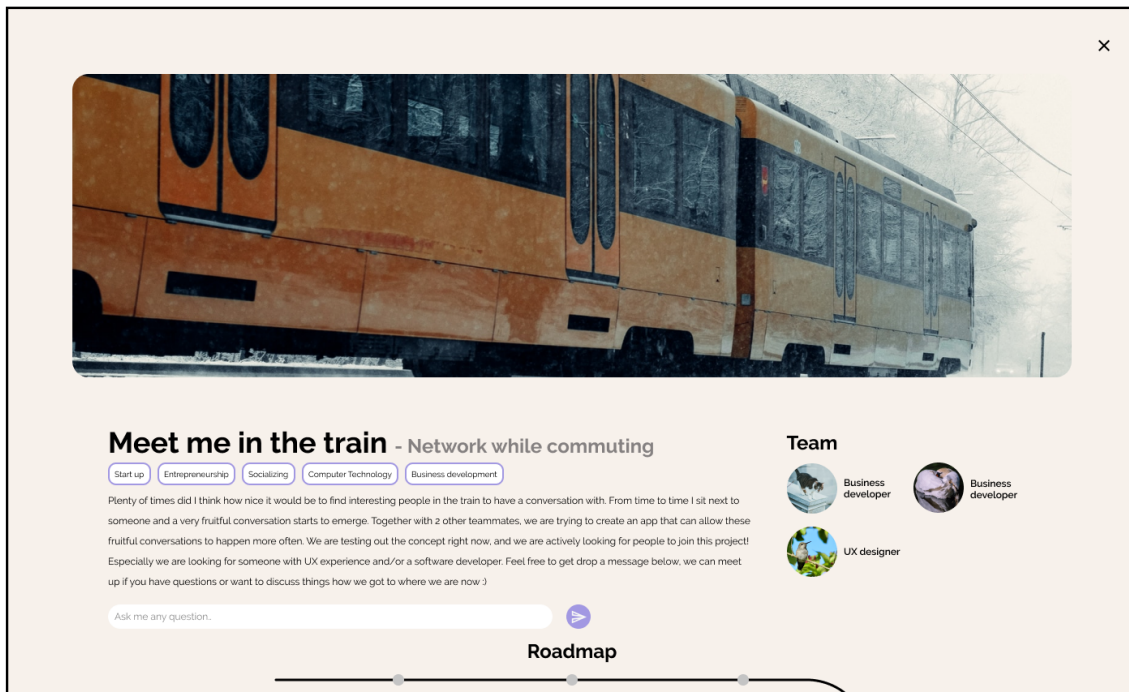 Meet me in the train - Network while commuting
Start up Entrepreneurship Socializing Computer Technology Business development
Plenty of times did I think how nice it would be to find interesting people in the train to have a conversation with. From time to time I sit next to
someone and a very fruitful conversation starts to emerge. Together with 2 other teammates, we are trying to create an app that can allow these
fruitful conversations to happen more often. We are testing out the concept right now, and we are actively looking for people to join this project!
Especially we are looking for someone with UX experience and/or a software developer. Feel free to get drop a message below, we can meet
up if you have questions or want to discuss things how we got to where we are now :)
Ask me any question..
Team
Business
developer
Business
developer
UX designer
Roadmap